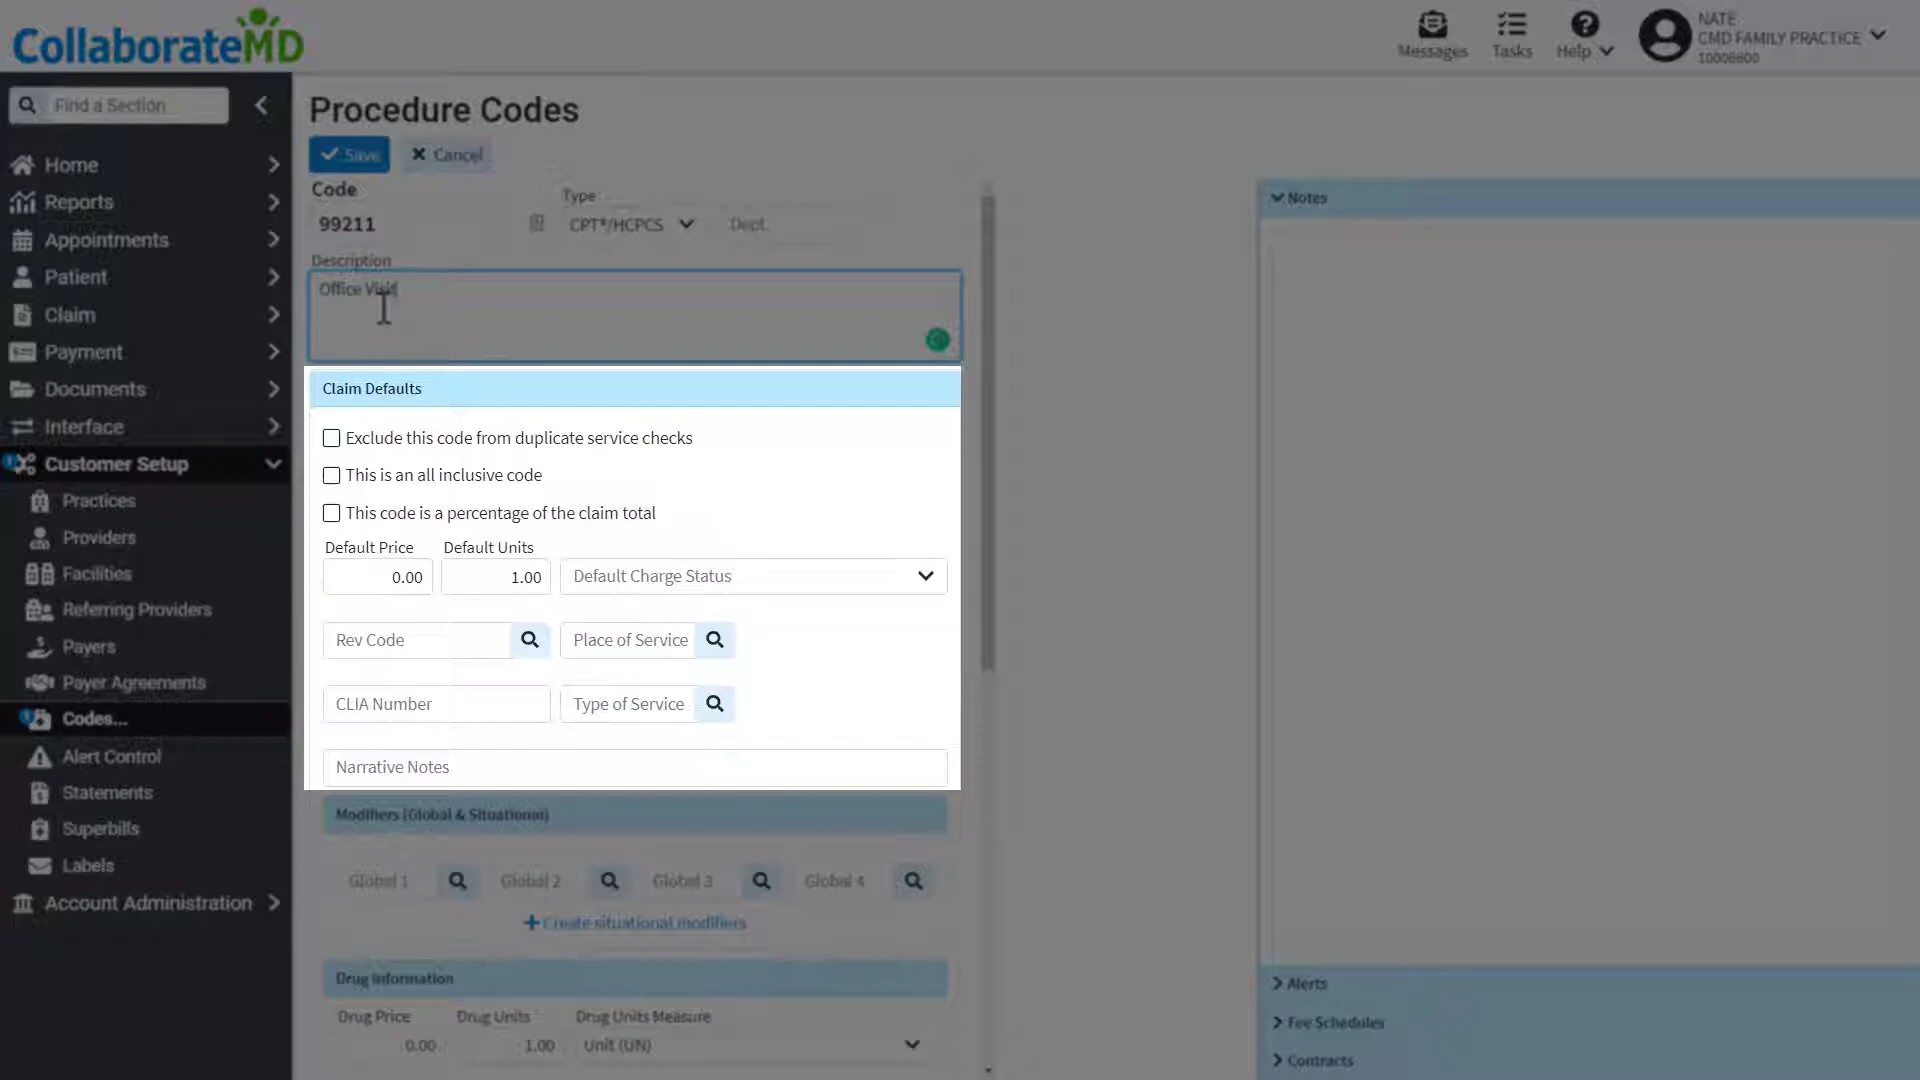 CollaborateMD
Messages
Tasks
Help
NATE
CMD FAMILY PRACTICE
10006600
Find a Section
Home
Reports
Appointments
Patient
Claim
Payment
Documents
Interface
Customer Setup
Practices
Providers
Facilities
Referring Providers
Payers
Payer Agreements
Codes...
Alert Control
Statements
Superbills
Labels
Account Administration
Procedure Codes
Save Cancel
Code Type
99211 CPT®/HCPCS Dept.
Description
Office Visit
Claim Defaults
Exclude this code from duplicate service checks
This is an all inclusive code
This code is a percentage of the claim total
Default Price Default Units
0.00 1.00 Default Charge Status
Rev Code Place of Service
CLIA Number Type of Service
Narrative Notes
Modifiers (Global & Situational)
Global 1 Global 2 Global 3 Global 4
Create situational modifiers
Drug Information
Drug Price Drug Units Drug Units Measure
0.00 1.00 Unit (UN)
Notes
Alerts
Fee Schedules
Contracts